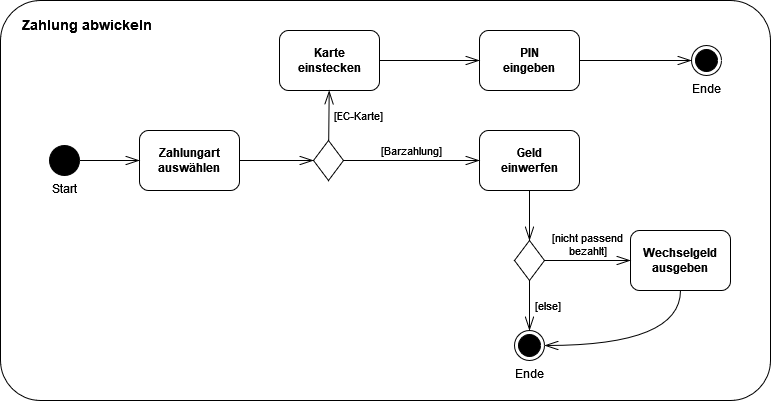 Zahlung abwickeln
Karte
einstecken
PIN
eingeben
Ende
[EC-Karte]
Start
Zahlungart
auswählen
[Barzahlung]
Geld
einwerfen
[nicht passend
bezahlt]
Wechselgeld
ausgeben
[else]
Ende